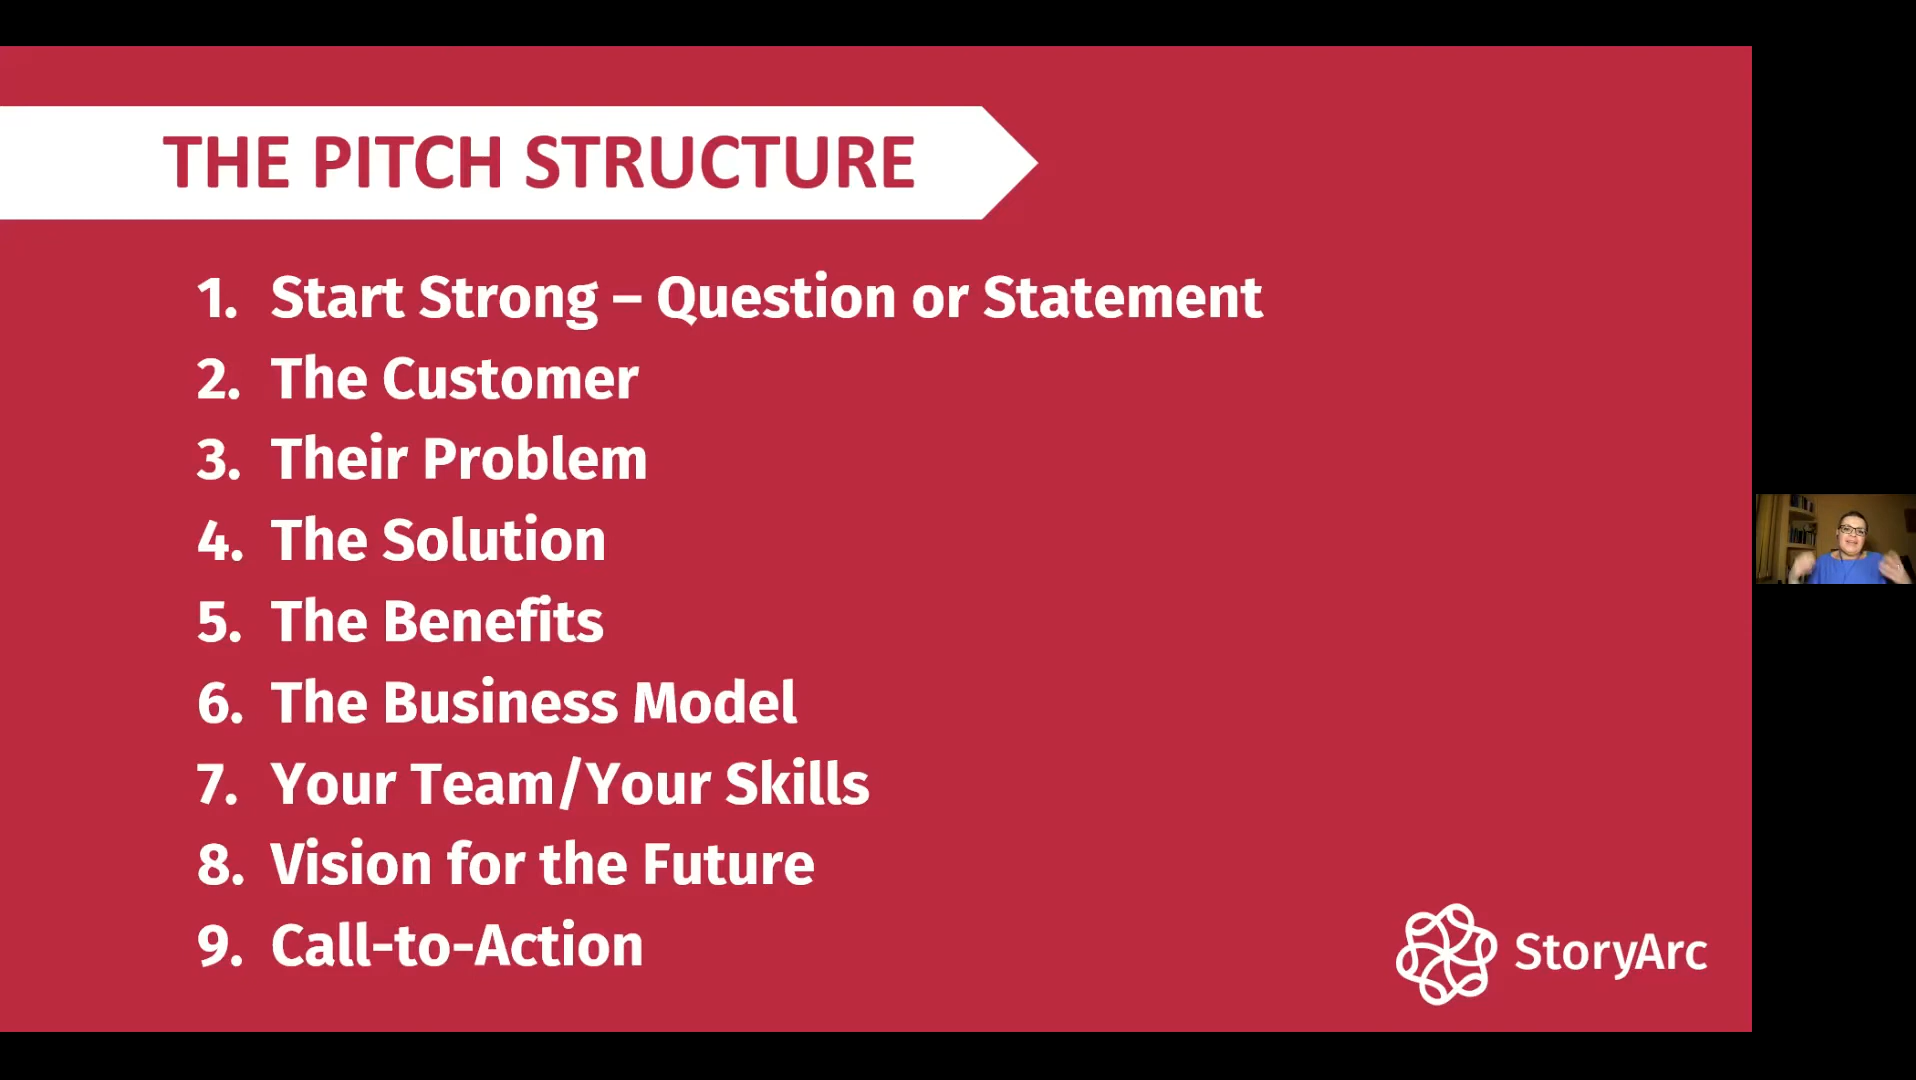 THE PITCH STRUCTURE
1. Start Strong – Question or Statement
2. The Customer
3. Their Problem
4. The Solution
5. The Benefits
6. The Business Model
7. Your Team/Your Skills
8. Vision for the Future
9. Call-to-Action
StoryArc